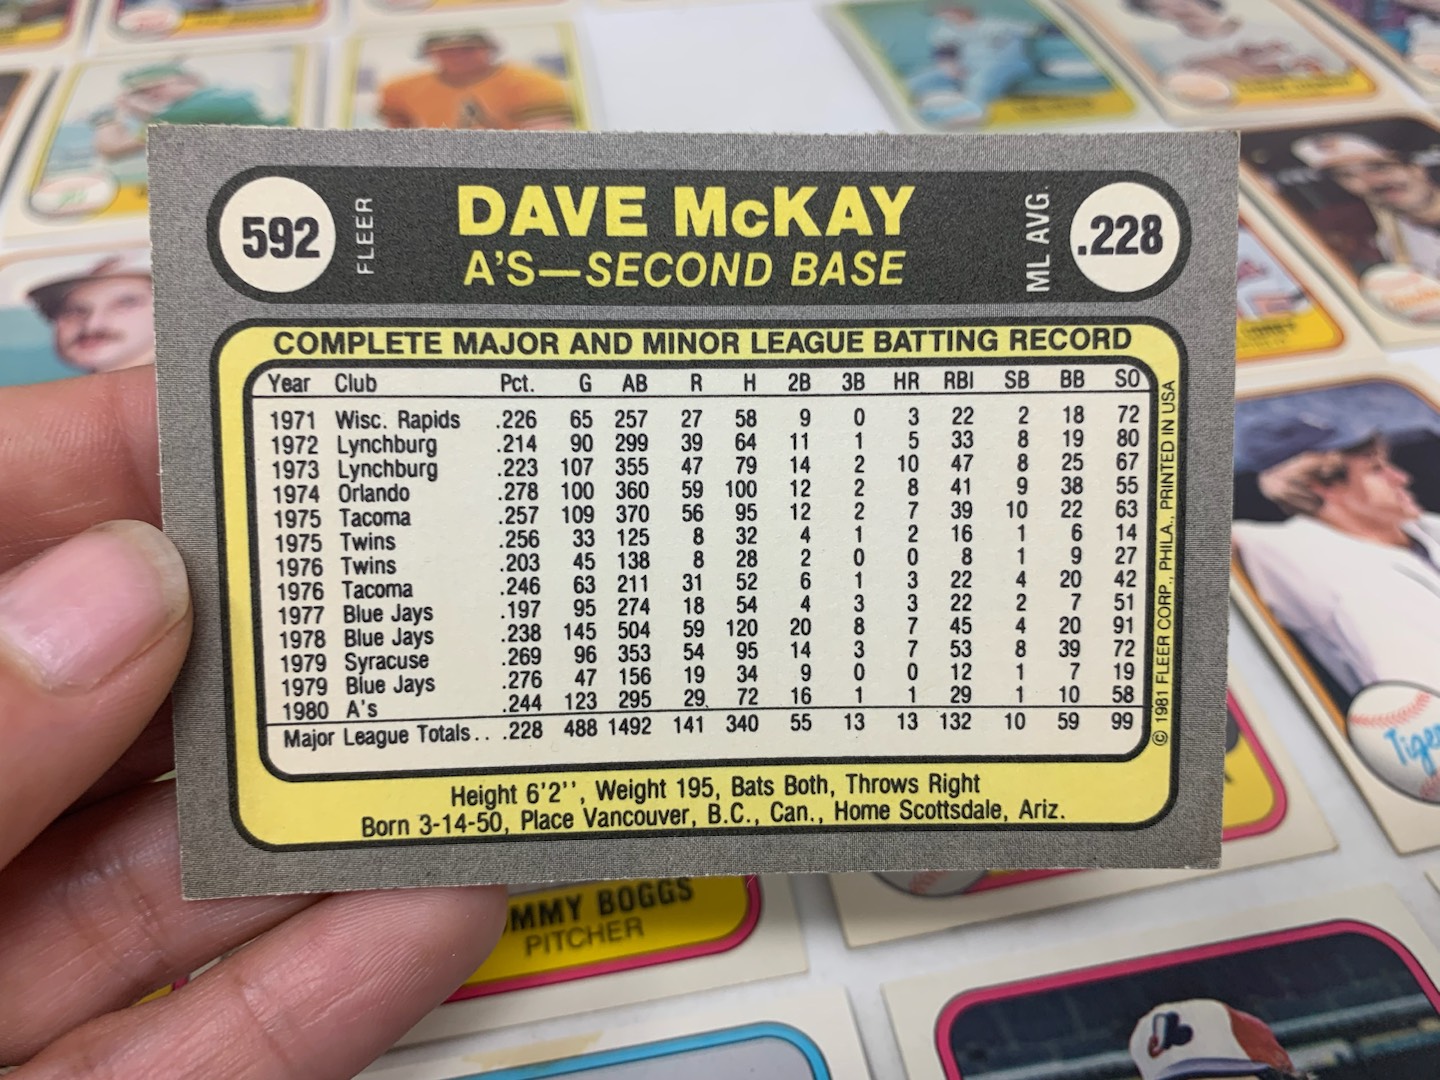 592 FLEER DAVE McKAY ML AVG. .228
A'S—SECOND BASE
COMPLETE MAJOR AND MINOR LEAGUE BATTING RECORD
Year Club Pct. G AB R H 2B 3B HR RBI SB BB SO
1971 Wisc. Rapids .226 65 257 27 58 9 0 3 22 2 18 72
1972 Lynchburg .214 90 299 39 64 11 1 5 33 8 19 80
1973 Lynchburg .223 107 355 47 79 14 2 10 47 8 25 67
1974 Orlando .278 100 360 59 100 12 2 8 41 9 38 55
1975 Tacoma .257 109 370 56 95 12 2 7 39 10 22 63
1975 Twins .256 33 125 8 32 4 1 2 16 1 6 14
1976 Twins .203 45 138 8 28 2 0 0 8 1 9 27
1976 Tacoma .246 63 211 31 52 6 1 3 22 4 20 42
1977 Blue Jays .197 95 274 18 54 4 3 3 22 2 7 51
1978 Blue Jays .238 145 504 59 120 20 8 7 45 4 20 91
1979 Syracuse .269 96 353 54 95 14 3 7 53 8 39 72
1979 Blue Jays .276 47 156 19 34 9 0 0 12 1 7 19
1980 A's .244 123 295 29 72 16 1 1 29 1 10 58
Major League Totals.. .228 488 1492 141 340 55 13 13 132 10 59 99
© 1981 FLEER CORP., PHILA., PRINTED IN USA
Height 6'2'', Weight 195, Bats Both, Throws Right
Born 3-14-50, Place Vancouver, B.C., Can., Home Scottsdale, Ariz.
BOGGS
PITCHER